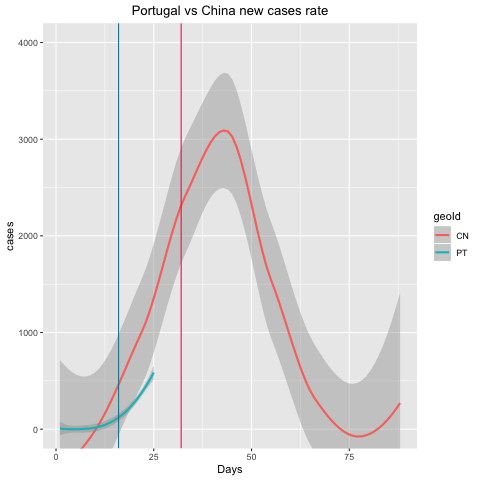 Portugal vs China new cases rate
4000
3000
2000
1000
0
cases
0 25 50 75
Days
geoId
CN
PT